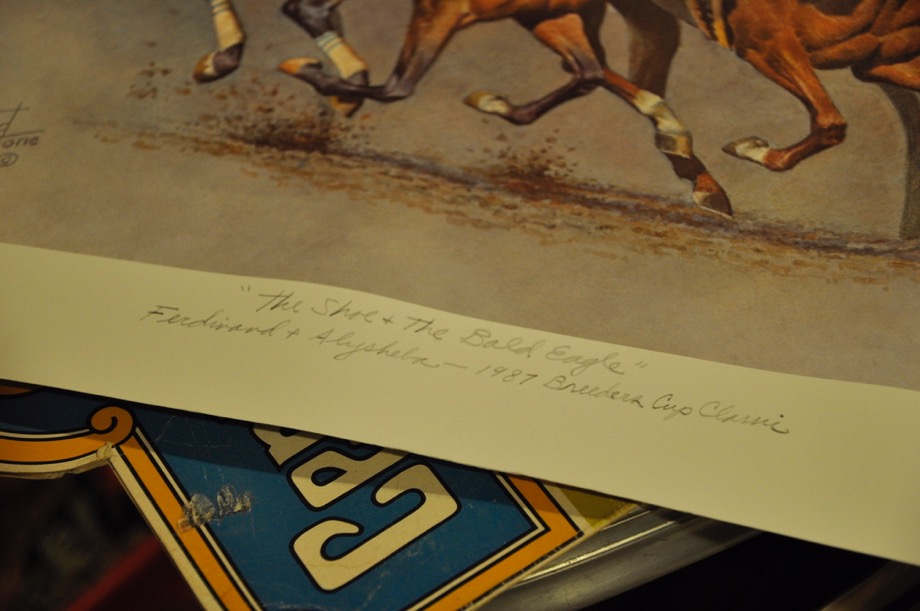 "The Shoe + The Bald Eagle"
Ferdinand + Alysheba — 1987 Breeders Cup Classic